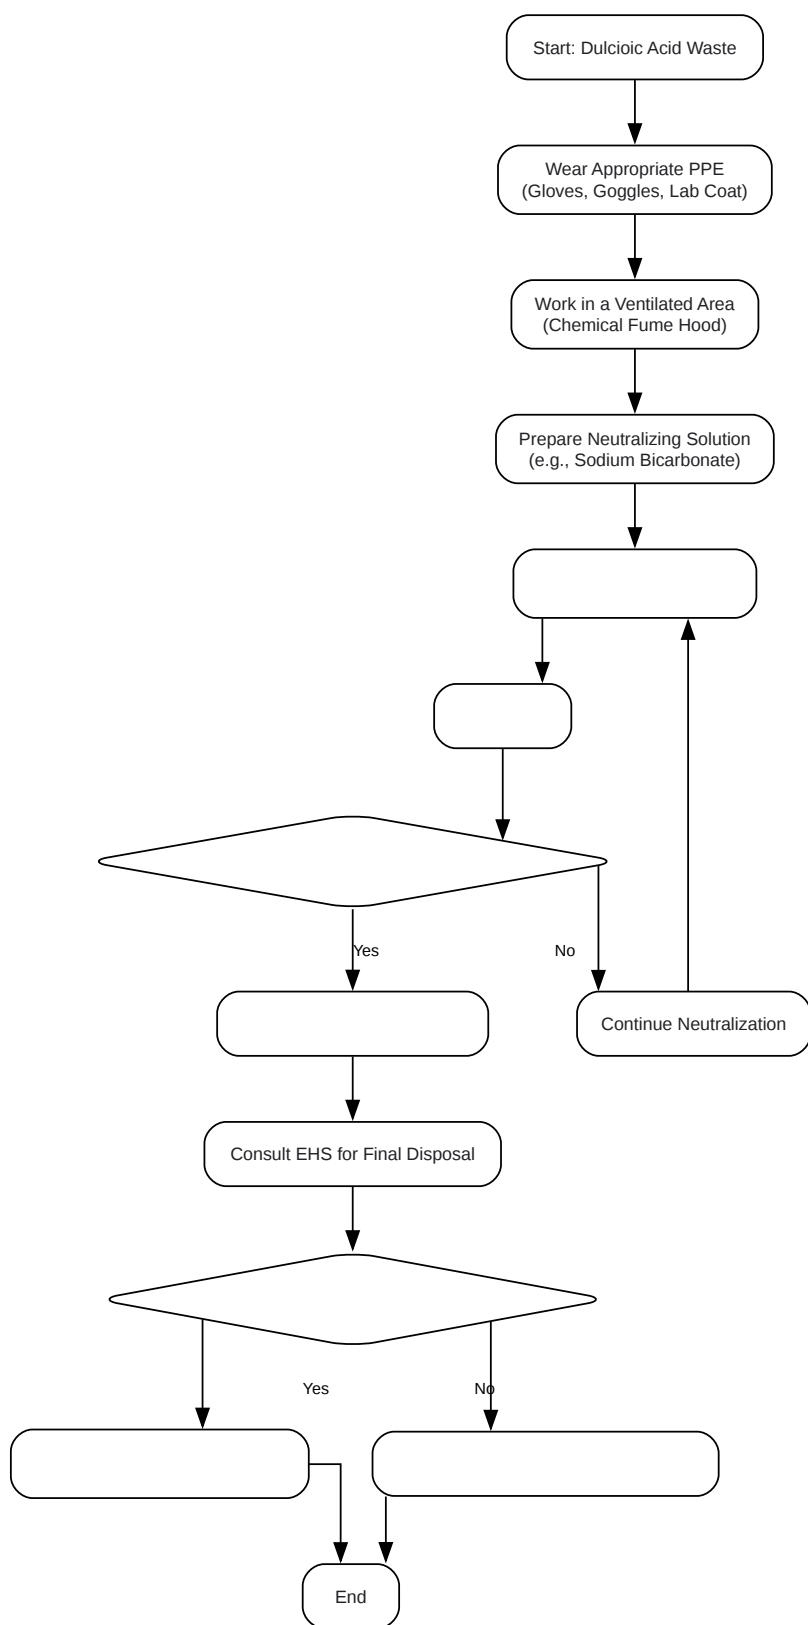 Start: Dulcioic Acid Waste
Wear Appropriate PPE
(Gloves, Goggles, Lab Coat)
Work in a Ventilated Area
(Chemical Fume Hood)
Prepare Neutralizing Solution
(e.g., Sodium Bicarbonate)
Yes
No
Continue Neutralization
Consult EHS for Final Disposal
Yes
No
End